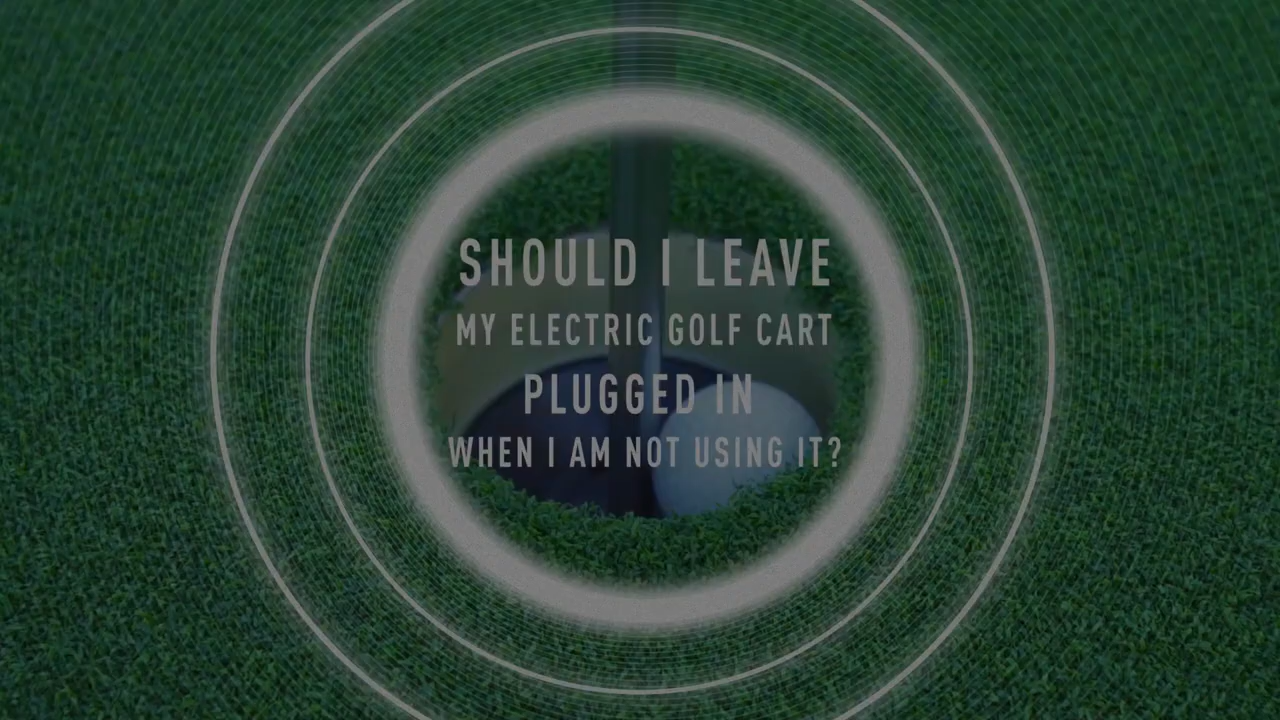 SHOULD I LEAVE
MY ELECTRIC GOLF CART
PLUGGED IN
WHEN I AM NOT USING IT?